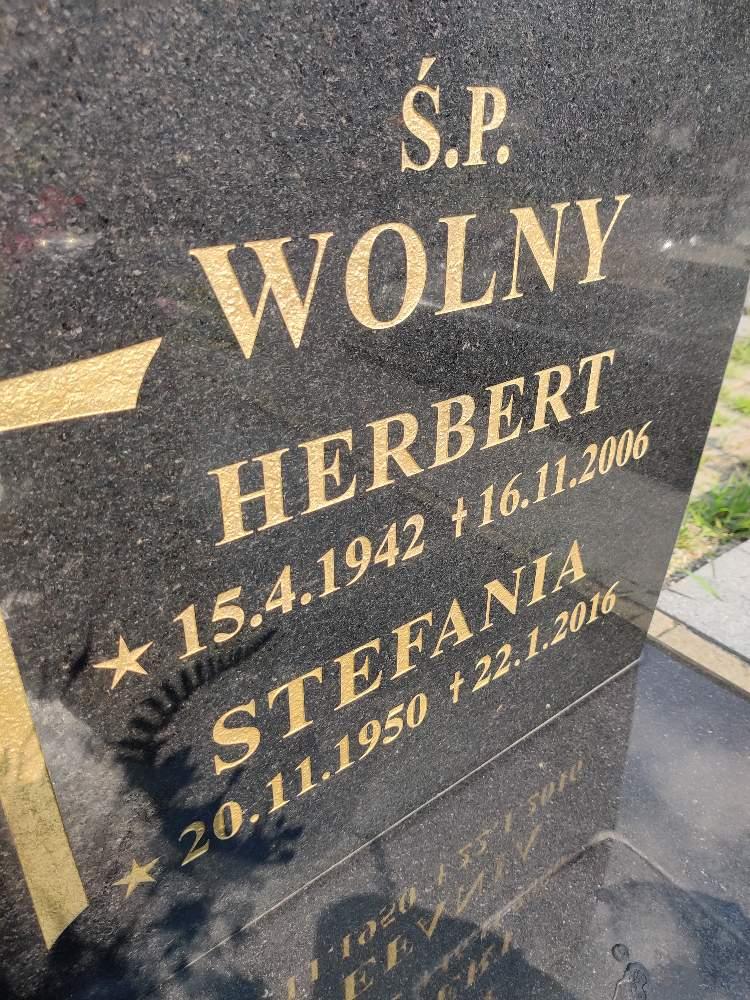 Ś.P.
WOLNY
HERBERT
★ 15.4.1942 ✝ 16.11.2006
STEFANIA
★ 20.11.1950 ✝ 22.1.2016